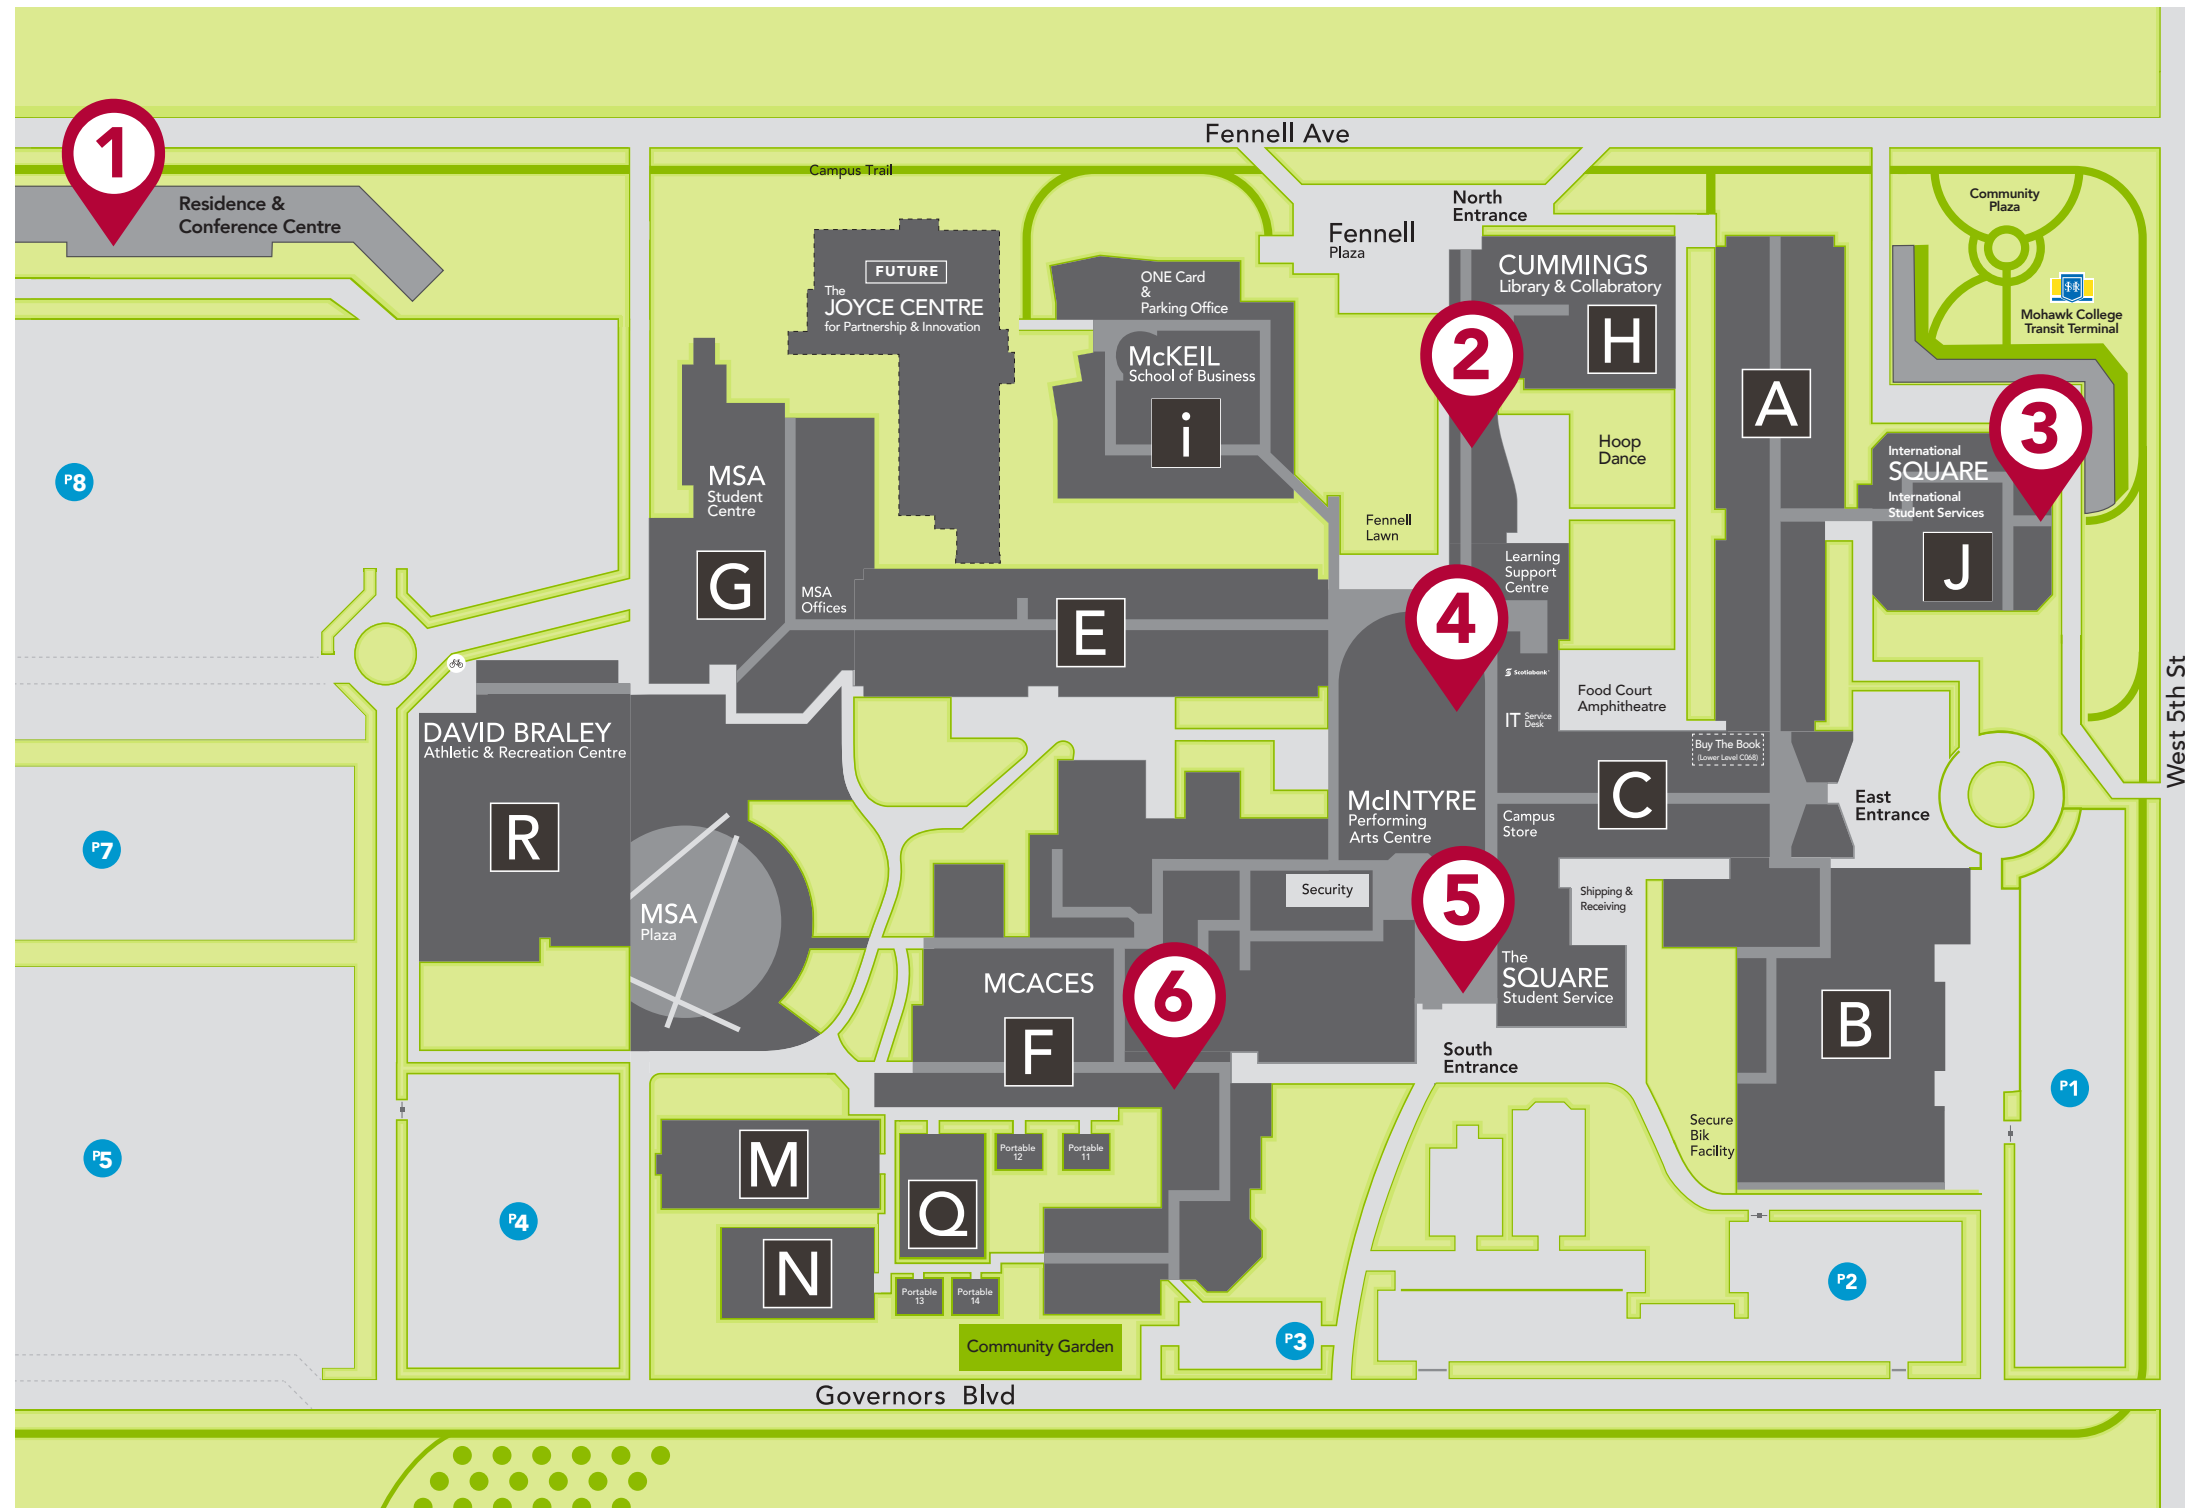 Fennell Ave
1
Campus Trail
Residence &
Conference Centre
North
Entrance
Community
Plaza
Fennell
Plaza
FUTURE
The
JOYCE CENTRE
for Partnership & Innovation
ONE Card
&
Parking Office
CUMMINGS
Library & Collabratory
H
Mohawk College
Transit Terminal
McKEIL
School of Business
i
2
A
3
P8
MSA
Student
Centre
G
Hoop
Dance
International
SQUARE
International
Student Services
J
Fennell
Lawn
Learning
Support
Centre
MSA
Offices
E
4
Scotiabank
IT Service
Desk
Food Court
Amphitheatre
West 5th St
DAVID BRALEY
Athletic & Recreation Centre
R
Buy The Book
(Lower Level C068)
C
McINTYRE
Performing
Arts Centre
Campus
Store
East
Entrance
P7
MSA
Plaza
Security
5
Shipping &
Receiving
MCACES
F
6
The
SQUARE
Student Service
B
South
Entrance
P1
Secure
Bik
Facility
P5
P4
M
Portable
12
Portable
11
Q
N
Portable
13
Portable
14
P2
P3
Community Garden
Governors Blvd